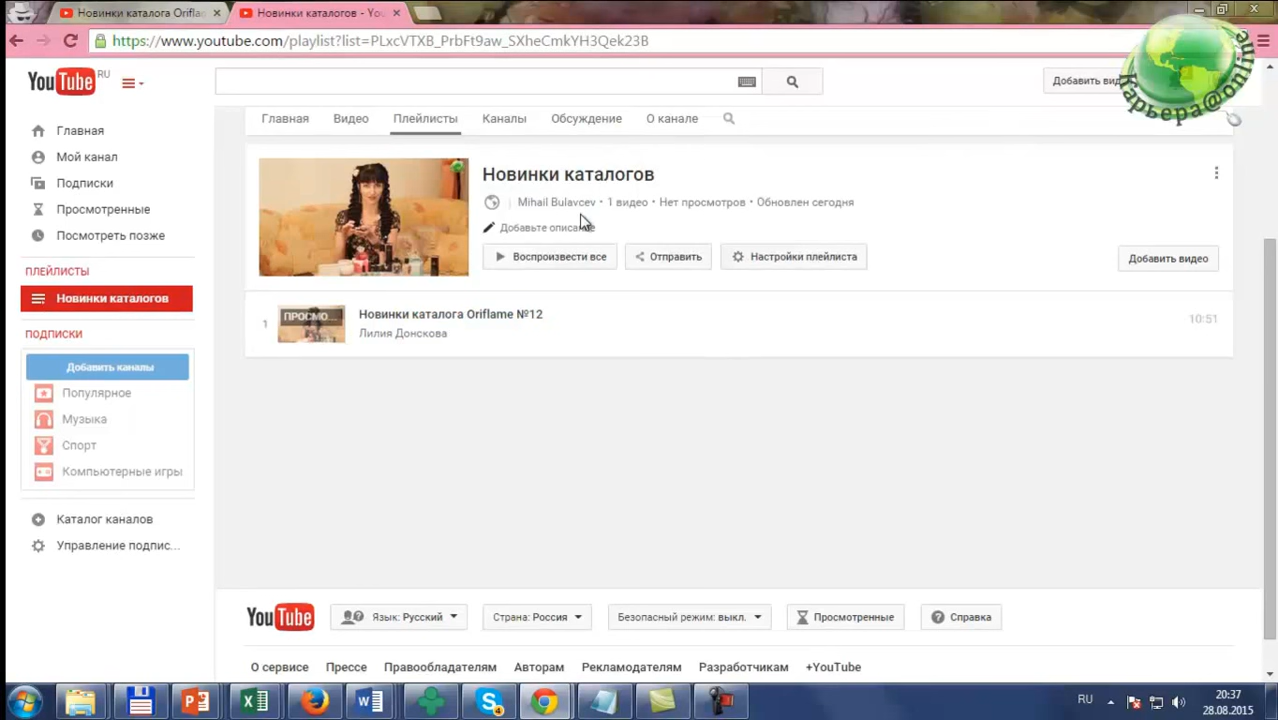 Новинки каталога Orifla
Новинки каталогов - You
https://www.youtube.com/playlist?list=PLxcVTXB_PrbFt9aw_SXheCmkYH3Qek23B
YouTube RU
Добавить вид
Карьера@online
Главная Видео Плейлисты Каналы Обсуждение О канале
Главная
Мой канал
Подписки
Просмотренные
Посмотреть позже
ПЛЕЙЛИСТЫ
Новинки каталогов
ПОДПИСКИ
Добавить каналы
Популярное
Музыка
Спорт
Компьютерные игры
Каталог каналов
Управление подпис...
Новинки каталогов
Mihail Bulavcev • 1 видео • Нет просмотров • Обновлен сегодня
Добавьте описание
Воспроизвести все Отправить Настройки плейлиста Добавить видео
1 ПРОСМО... Новинки каталога Oriflame №12 10:51
Лилия Донскова
YouTube Язык: Русский Страна: Россия Безопасный режим: выкл. Просмотренные Справка
О сервисе Прессе Правообладателям Авторам Рекламодателям Разработчикам +YouTube
RU 20:37
28.08.2015